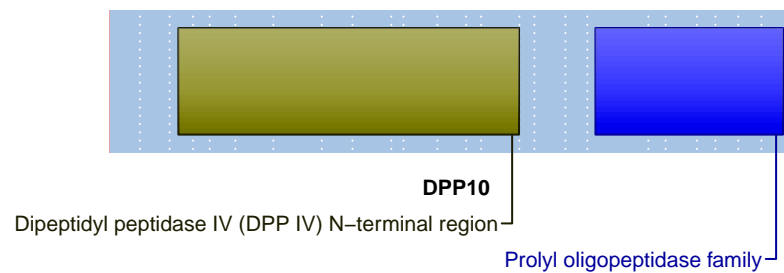 DPP10
Dipeptidyl peptidase IV (DPP IV) N−terminal region
Prolyl oligopeptidase family